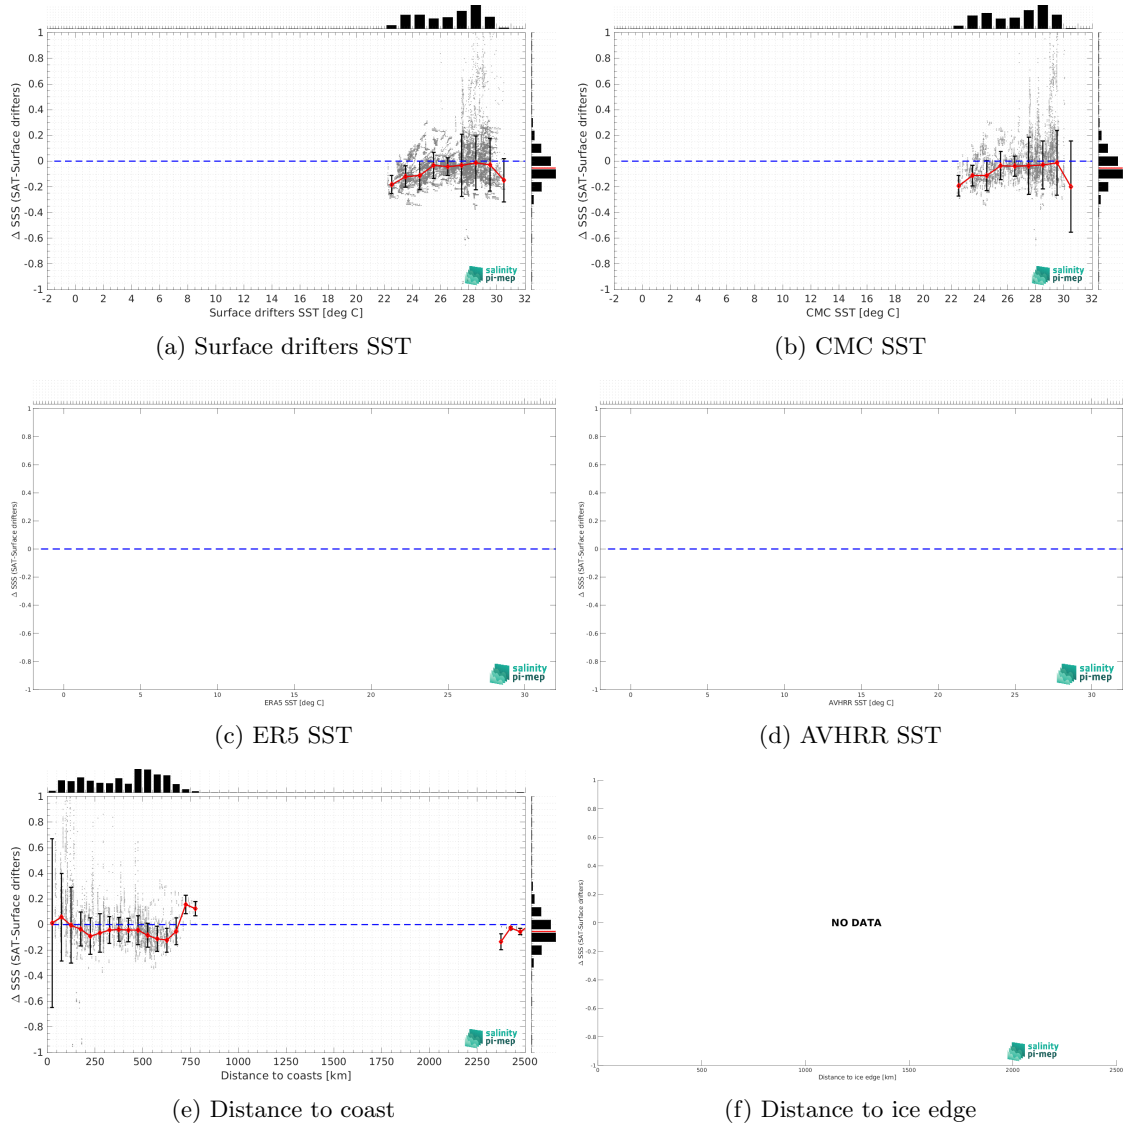 1
0.8
0.6
0.4
0.2
0
-0.2
-0.4
-0.6
-0.8
-1
Δ SSS (SAT-Surface drifters)
-2 0 2 4 6 8 10 12 14 16 18 20 22 24 26 28 30 32
Surface drifters SST [deg C]
salinity
pi-mep
(a) Surface drifters SST
1
0.8
0.6
0.4
0.2
0
-0.2
-0.4
-0.6
-0.8
-1
Δ SSS (SAT-Surface drifters)
-2 0 2 4 6 8 10 12 14 16 18 20 22 24 26 28 30 32
CMC SST [deg C]
salinity
pi-mep
(b) CMC SST
1
0.8
0.6
0.4
0.2
0
-0.2
-0.4
-0.6
-0.8
-1
Δ SSS (SAT-Surface drifters)
0 5 10 15 20 25 30
ERA5 SST [deg C]
salinity
pi-mep
(c) ER5 SST
1
0.8
0.6
0.4
0.2
0
-0.2
-0.4
-0.6
-0.8
-1
Δ SSS (SAT-Surface drifters)
0 5 10 15 20 25 30
AVHRR SST [deg C]
salinity
pi-mep
(d) AVHRR SST
1
0.8
0.6
0.4
0.2
0
-0.2
-0.4
-0.6
-0.8
-1
Δ SSS (SAT-Surface drifters)
0 250 500 750 1000 1250 1500 1750 2000 2250 2500
Distance to coasts [km]
salinity
pi-mep
(e) Distance to coast
1
0.8
0.6
0.4
0.2
0
-0.2
-0.4
-0.6
-0.8
-1
Δ SSS (SAT-Surface drifters)
NO DATA
0 500 1000 1500 2000 2500
Distance to ice edge [km]
salinity
pi-mep
(f) Distance to ice edge